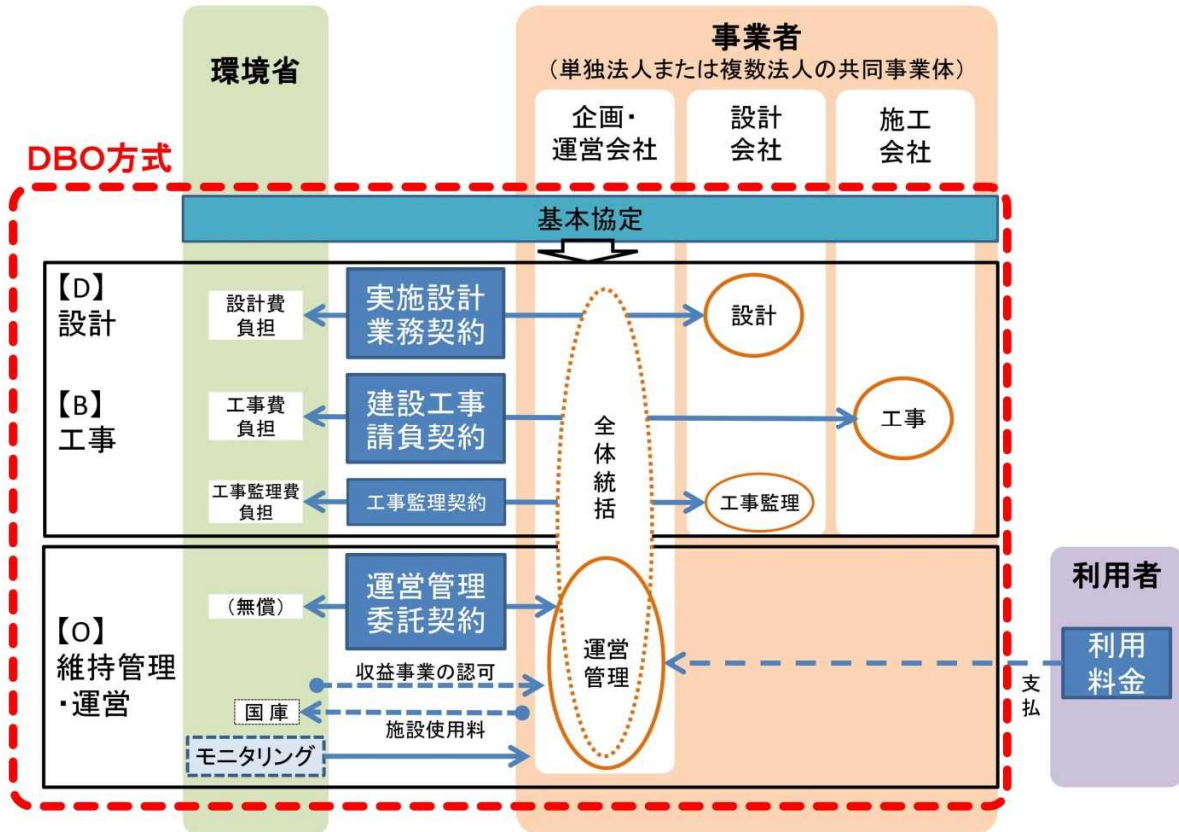 環境省
事業者
（単独法人または複数法人の共同事業体）
企画・
運営会社
設計
会社
施工
会社
DBO方式
基本協定
【D】
設計
設計費
負担
実施設計
業務契約
設計
【B】
工事
工事費
負担
建設工事
請負契約
全体統括
工事
工事監理費
負担
工事監理契約
工事監理
【O】
維持管理
・運営
（無償）
運営管理
委託契約
運営
管理
収益事業の認可
国庫
施設使用料
モニタリング
利用者
利用
料金
支払